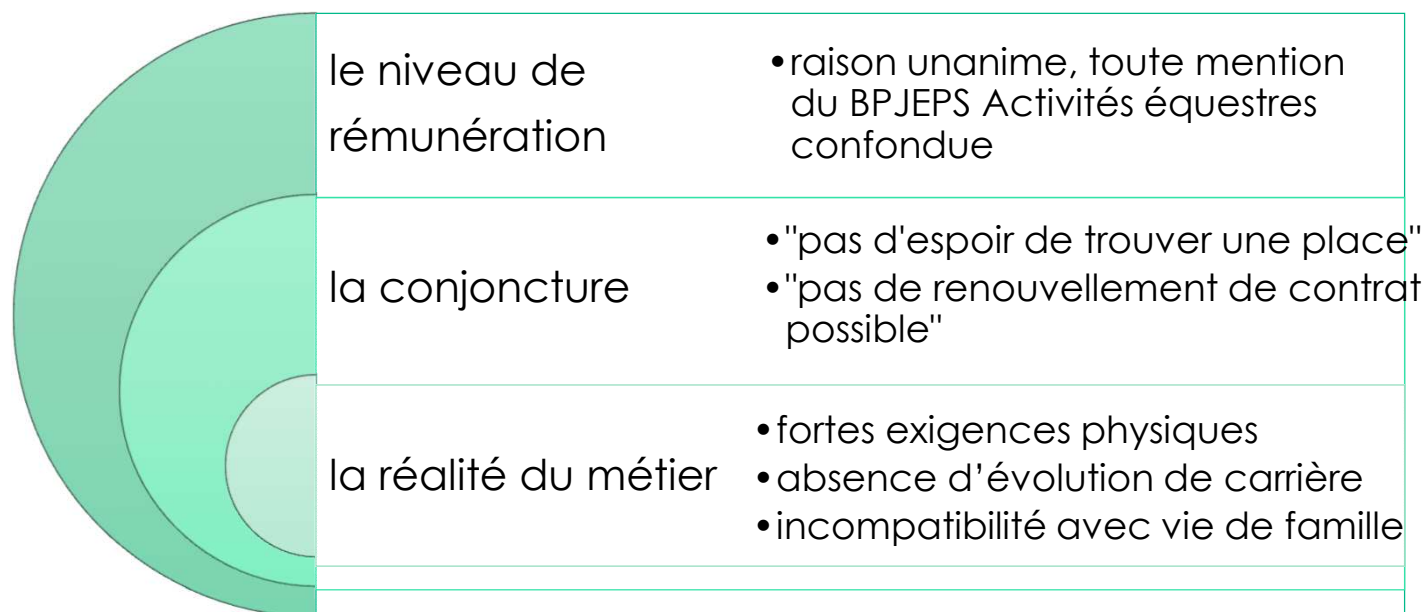 le niveau de
rémunération
•raison unanime, toute mention
du BPJEPS Activités équestres
confondue
la conjoncture
•"pas d'espoir de trouver une place"
•"pas de renouvellement de contrat
possible"
la réalité du métier
•fortes exigences physiques
•absence d’évolution de carrière
•incompatibilité avec vie de famille